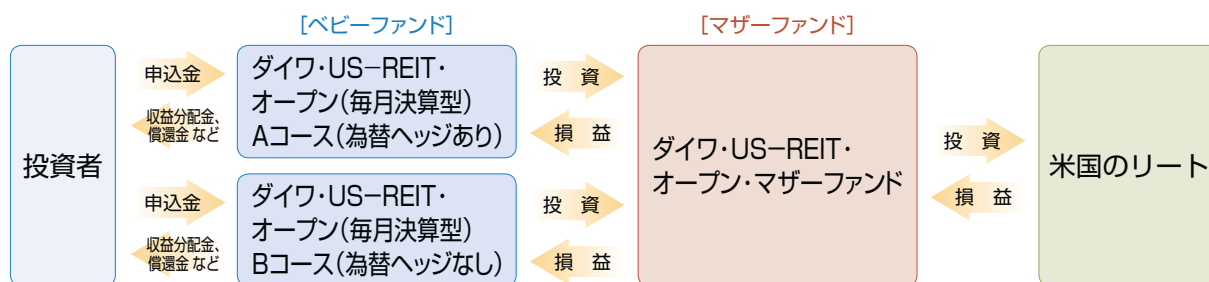 [ベビーファンド]
[マザーファンド]
投資者
申込金
収益分配金、
償還金 など
ダイワ・US-REIT・
オープン(毎月決算型)
Aコース(為替ヘッジあり)
投 資
損 益
申込金
収益分配金、
償還金 など
ダイワ・US-REIT・
オープン(毎月決算型)
Bコース(為替ヘッジなし)
投 資
損 益
ダイワ・US-REIT・
オープン・マザーファンド
投 資
損 益
米国のリート